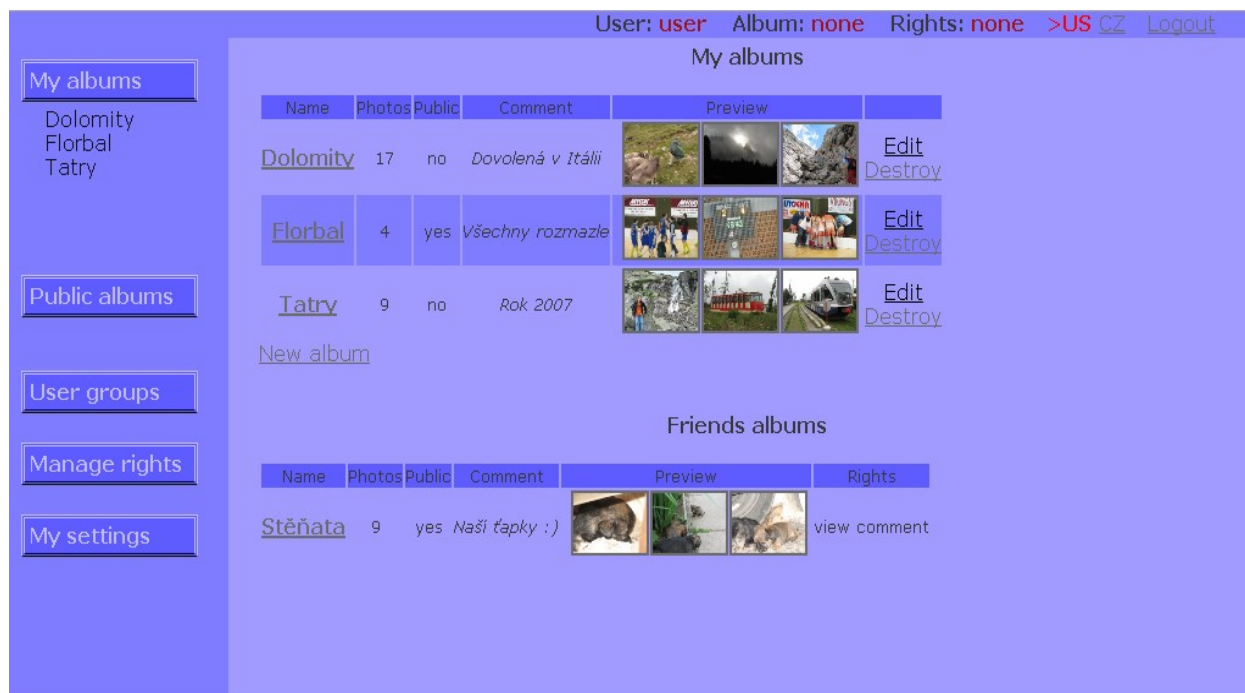 User: user Album: none Rights: none >US CZ Logout
My albums
Dolomity
Florbal
Tatry
Public albums
User groups
Manage rights
My settings
My albums
Name Photos Public Comment Preview
Dolomity 17 no Dovolená v Itálii Edit
Destroy
Florbal 4 yes Všechny rozmazle Edit
Destroy
Tatry 9 no Rok 2007 Edit
Destroy
New album
Friends albums
Name Photos Public Comment Preview Rights
Stěňata 9 yes Naší ťapky :) view comment